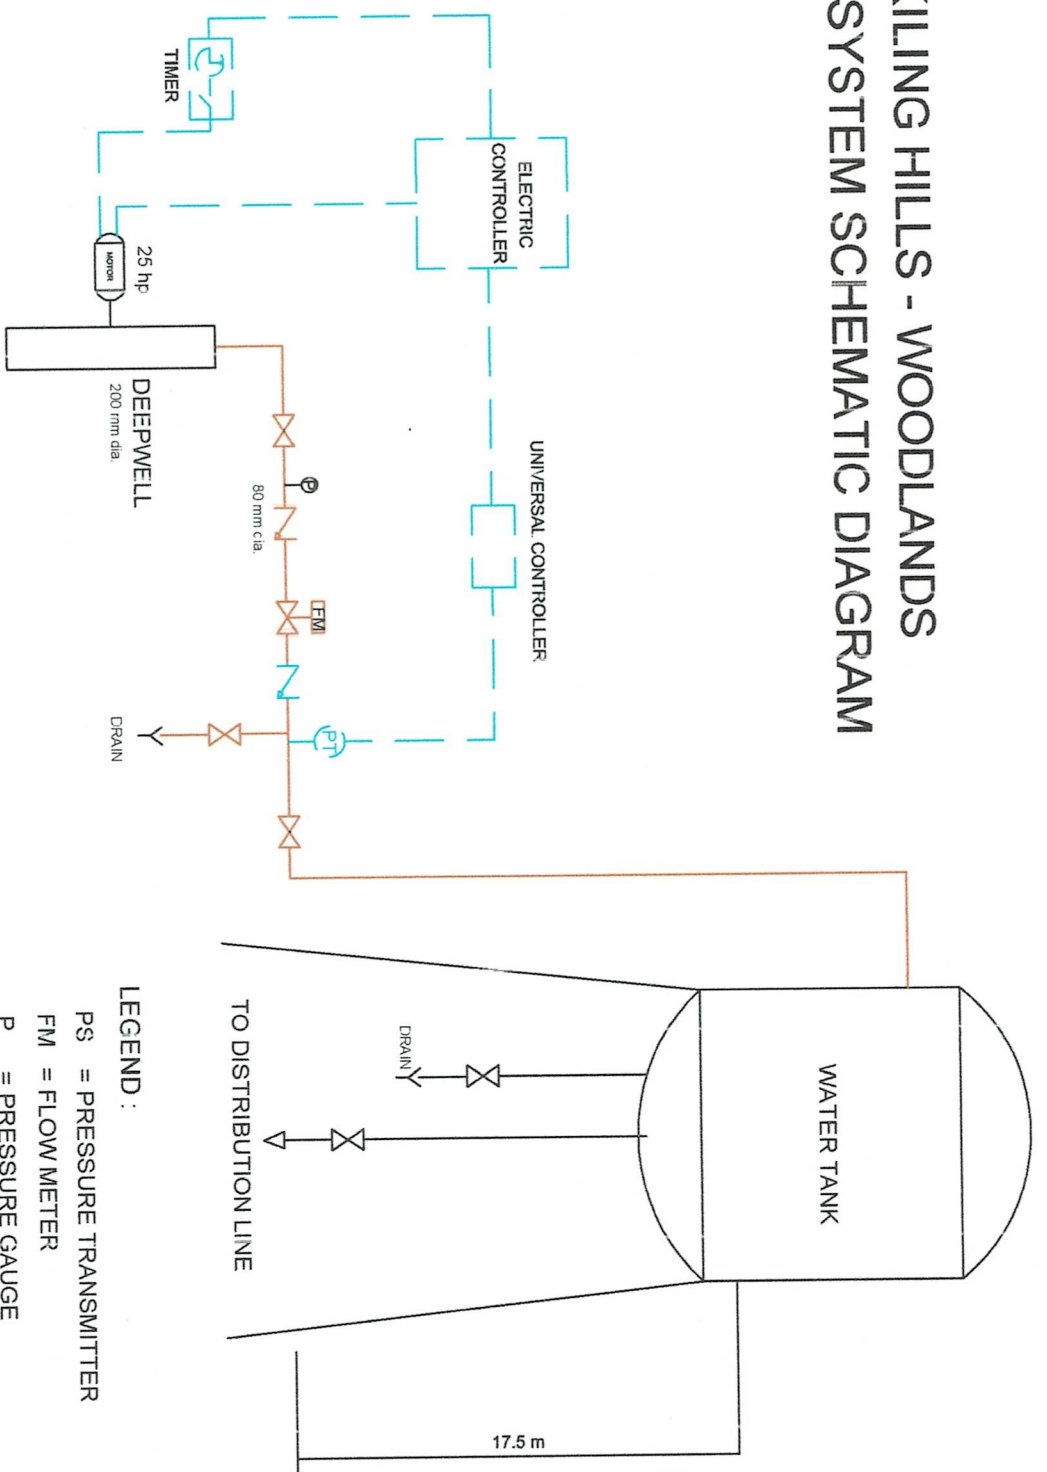 KILING HILLS - WOODLANDS
SYSTEM SCHEMATIC DIAGRAM
ELECTRIC
CONTROLLER
UNIVERSAL CONTROLLER
TIMER
25 hp
MOTOR
DEEPWELL
200 mm dia.
P
80 mm dia.
FM
PT
DRAIN
WATER TANK
DRAIN
TO DISTRIBUTION LINE
17.5 m
LEGEND :
PS = PRESSURE TRANSMITTER
FM = FLOW METER
P = PRESSURE GAUGE